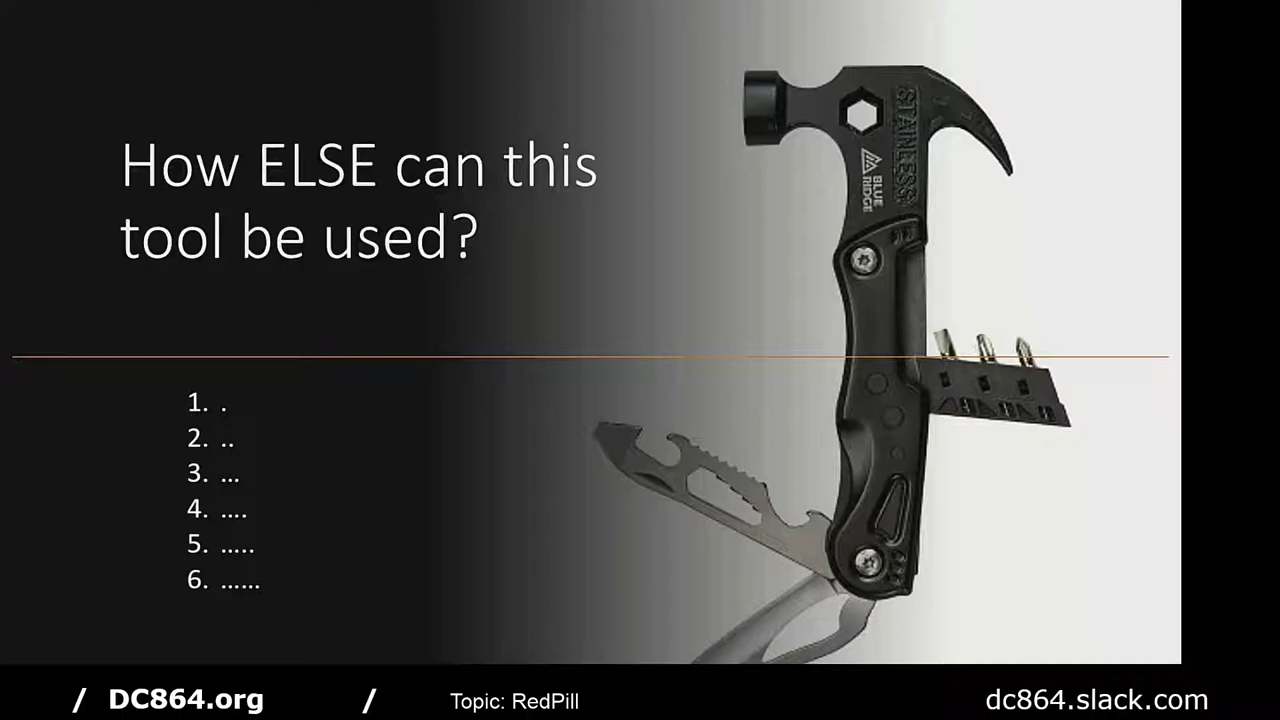 How ELSE can this
tool be used?
STAINLESS
BLUE
RIDGE
1. .
2. ..
3. ...
4. ....
5. .....
6. ......
/ DC864.org / Topic: RedPill dc864.slack.com